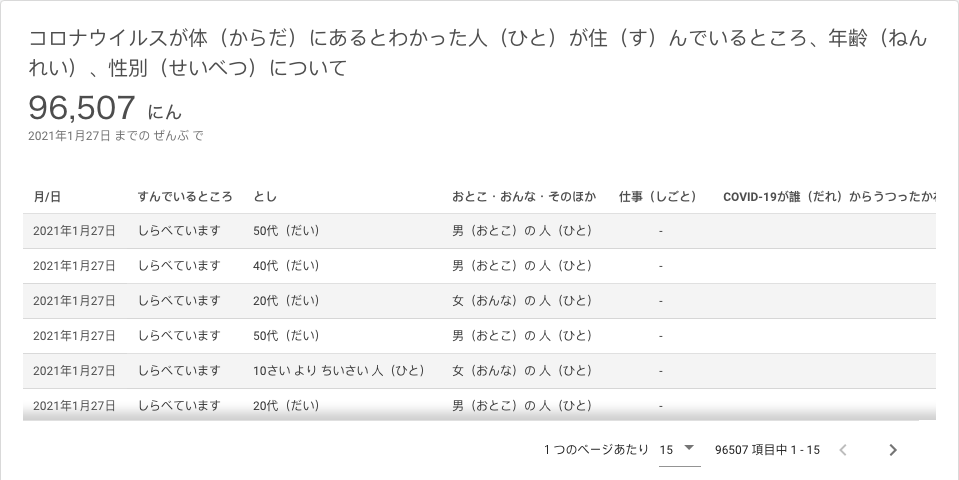 コロナウイルスが体（からだ）にあるとわかった人（ひと）が住（す）んでいるところ、年齢（ねん
れい）、性別（せいべつ）について
96,507 にん
2021年1月27日 までの ぜんぶ で
月/日 すんでいるところ とし おとこ・おんな・そのほか 仕事（しごと） COVID-19が誰（だれ）からうつったかわ
2021年1月27日 しらべています 50代（だい） 男（おとこ）の 人（ひと） -
2021年1月27日 しらべています 40代（だい） 男（おとこ）の 人（ひと） -
2021年1月27日 しらべています 20代（だい） 女（おんな）の 人（ひと） -
2021年1月27日 しらべています 50代（だい） 男（おとこ）の 人（ひと） -
2021年1月27日 しらべています 10さい より ちいさい 人（ひと） 女（おんな）の 人（ひと） -
2021年1月27日 しらべています 20代（だい） 男（おとこ）の 人（ひと） -
1 つのページあたり 15 96507 項目中 1 - 15